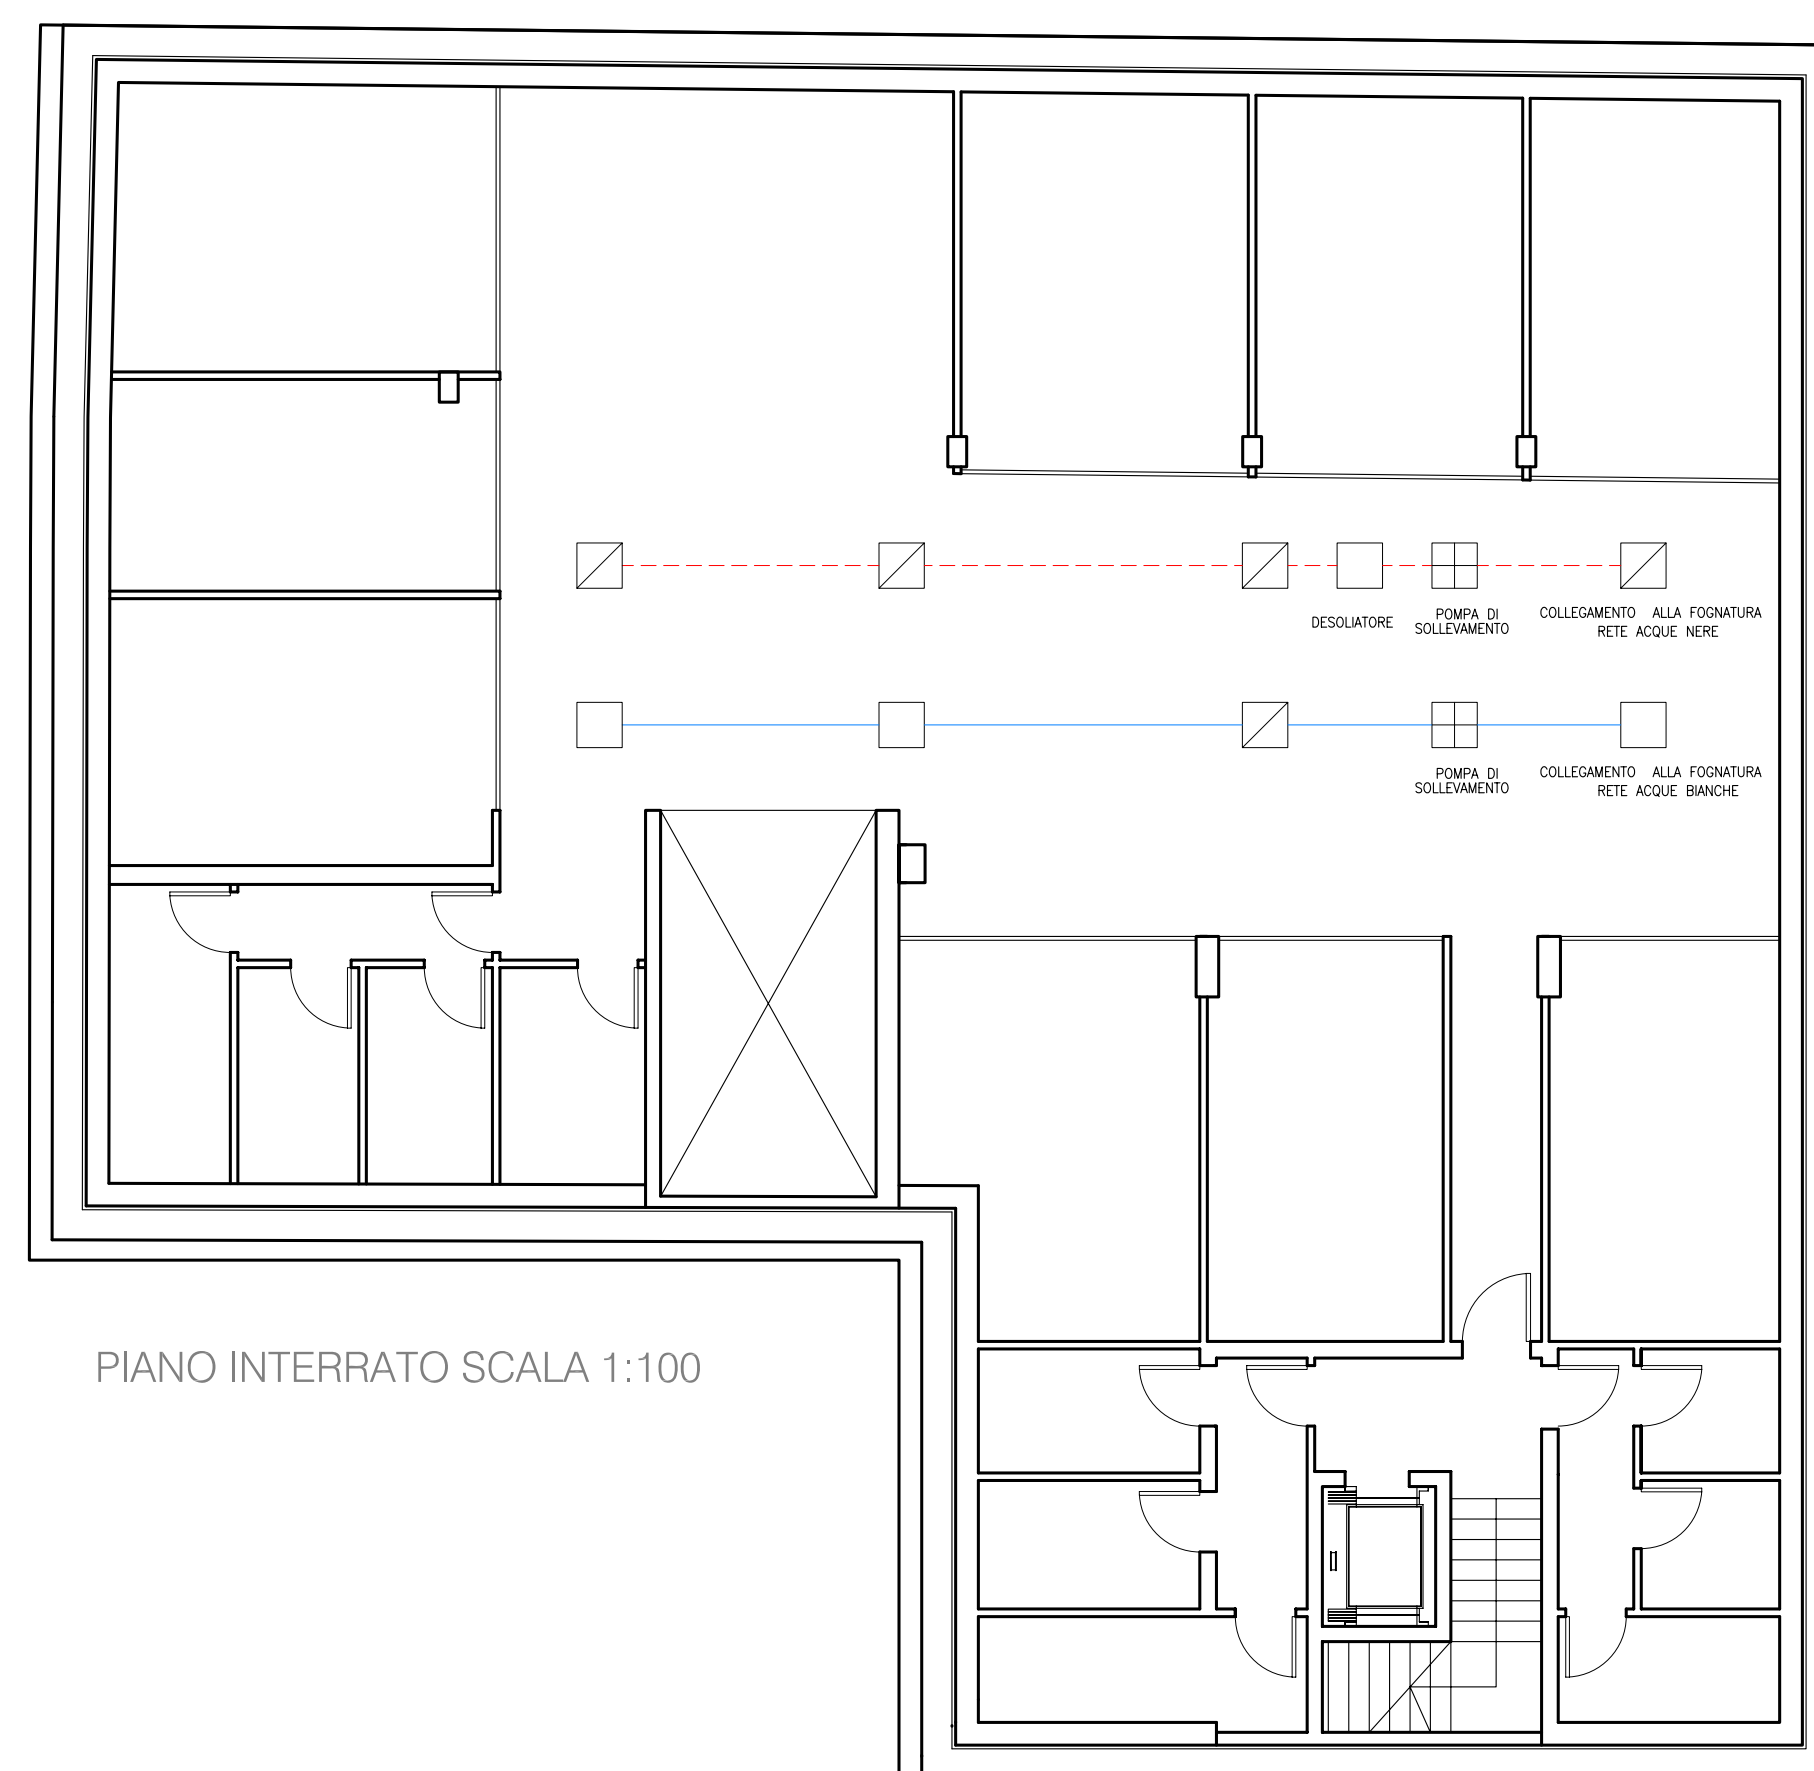 DESOLIATORE
POMPA DI
SOLLEVAMENTO
COLLEGAMENTO ALLA FOGNATURA
RETE ACQUE NERE
POMPA DI
SOLLEVAMENTO
COLLEGAMENTO ALLA FOGNATURA
RETE ACQUE BIANCHE
PIANO INTERRATO SCALA 1:100